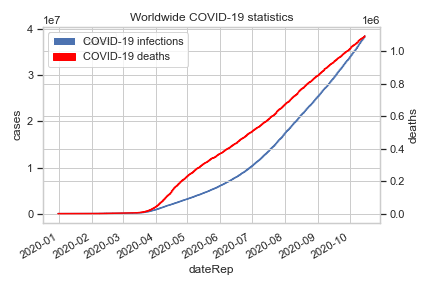 Worldwide COVID-19 statistics
1e7
1e6
COVID-19 infections
COVID-19 deaths
4
3
2
1
0
cases
1.0
0.8
0.6
0.4
0.2
0.0
deaths
2020-01
2020-02
2020-03
2020-04
2020-05
2020-06
2020-07
2020-08
2020-09
2020-10
dateRep